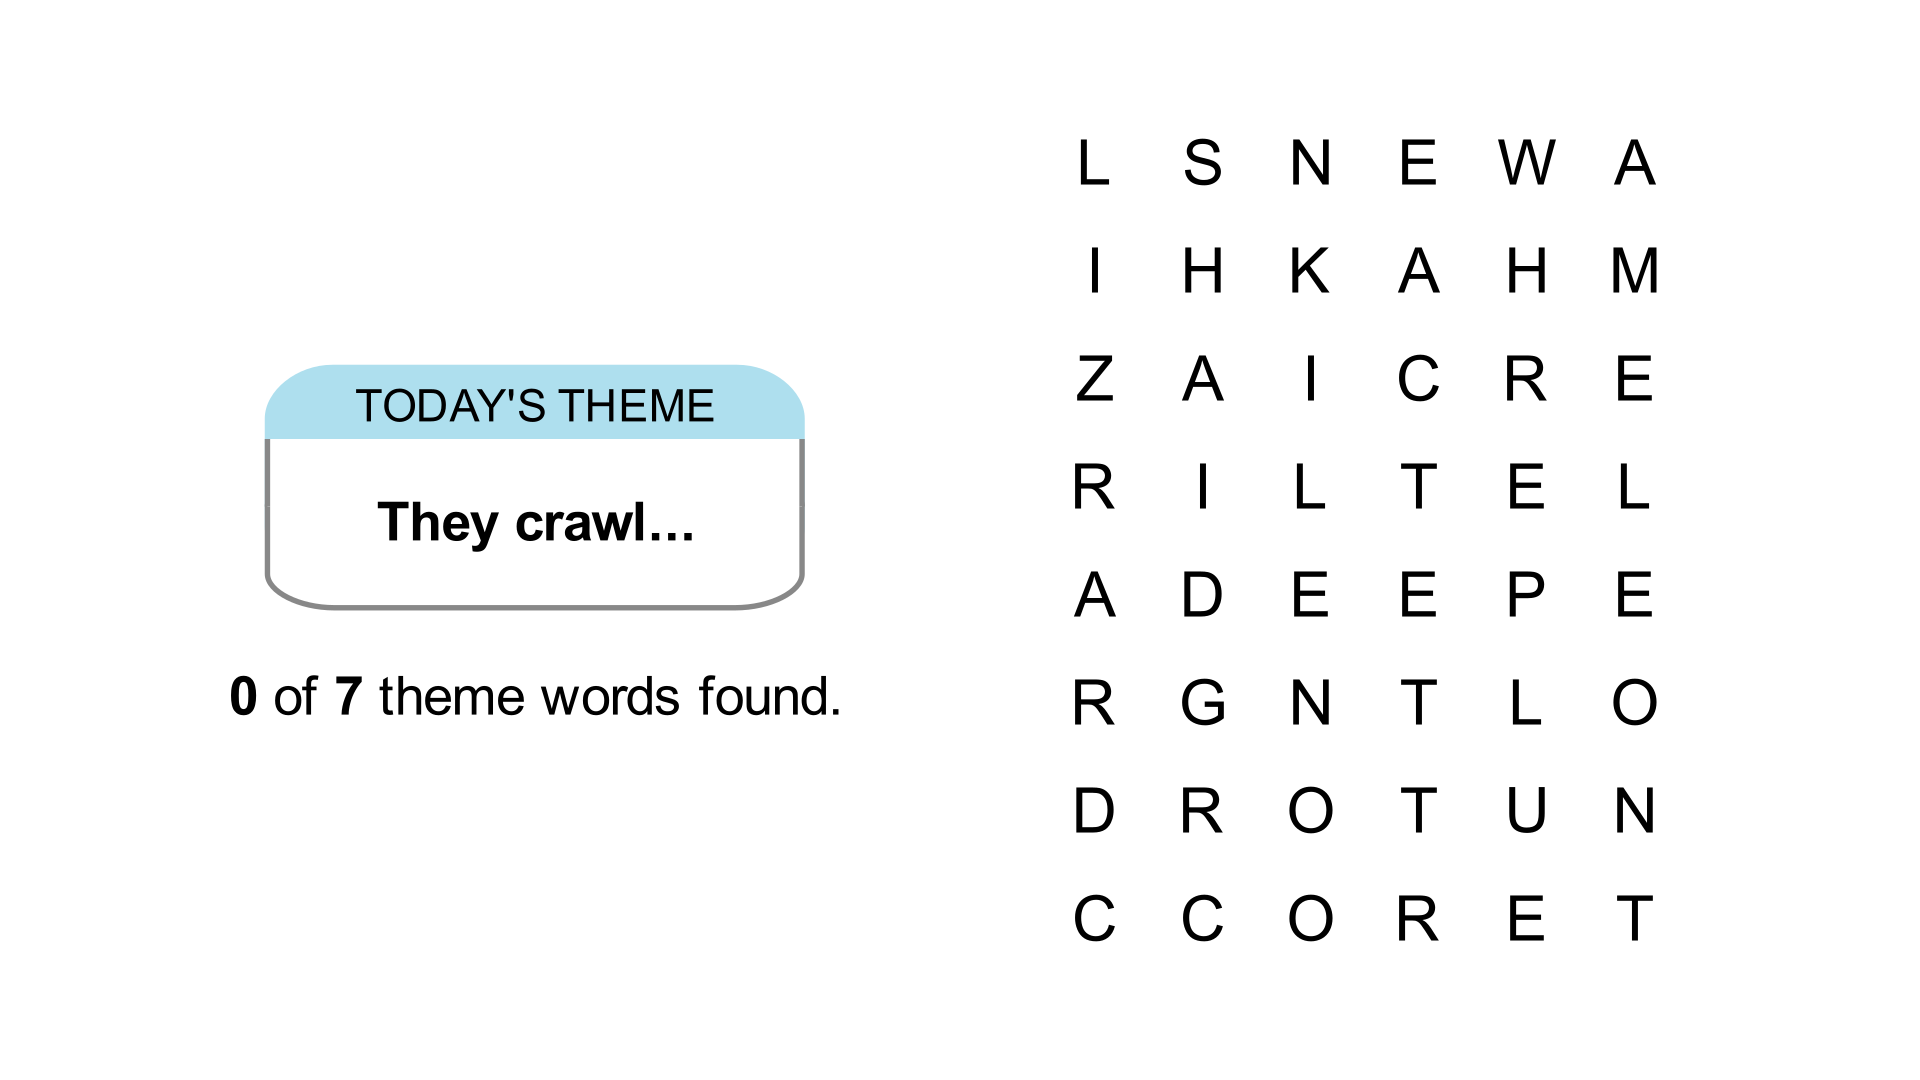 TODAY'S THEME
They crawl...
0 of 7 theme words found.
L S N E W A
I H K A H M
Z A I C R E
R I L T E L
A D E E P E
R G N T L O
D R O T U N
C C O R E T